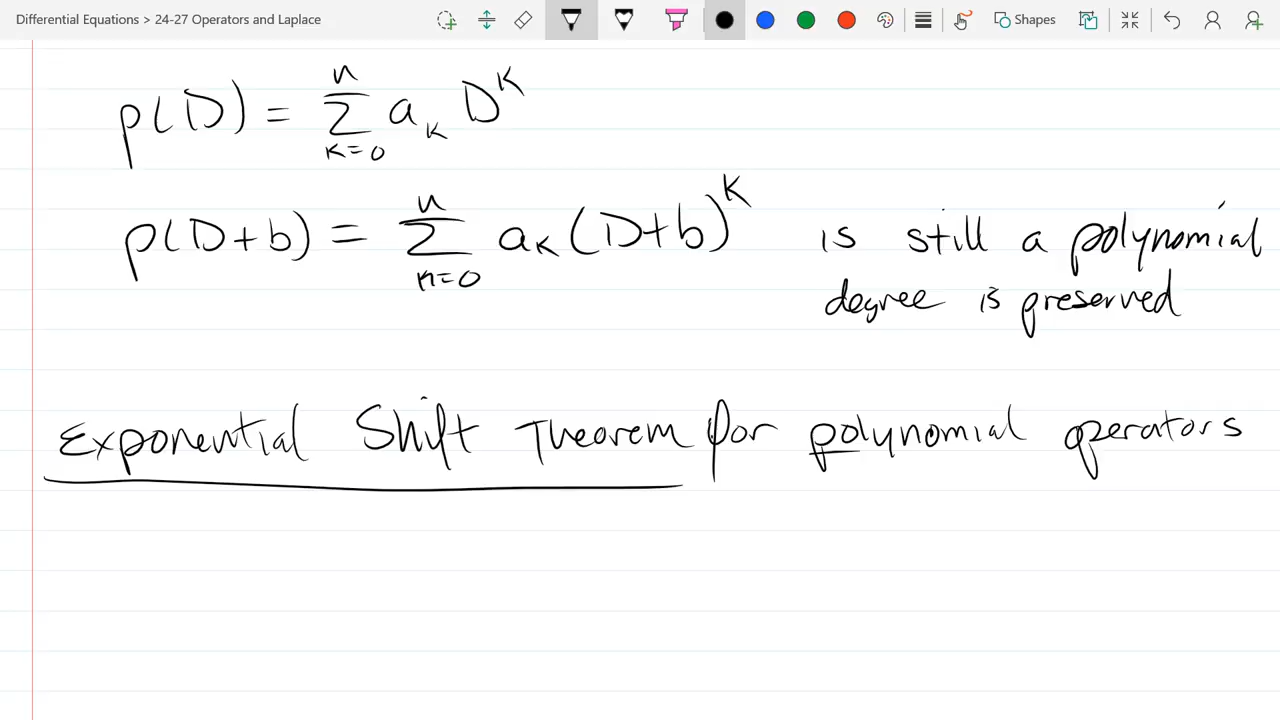 Differential Equations > 24-27 Operators and Laplace
Shapes
p(D) = Σ_{k=0}^{n} a_k D^k
p(D+b) = Σ_{k=0}^{n} a_k (D+b)^k is still a polynomial
degree is preserved
Exponential Shift Theorem for polynomial operators